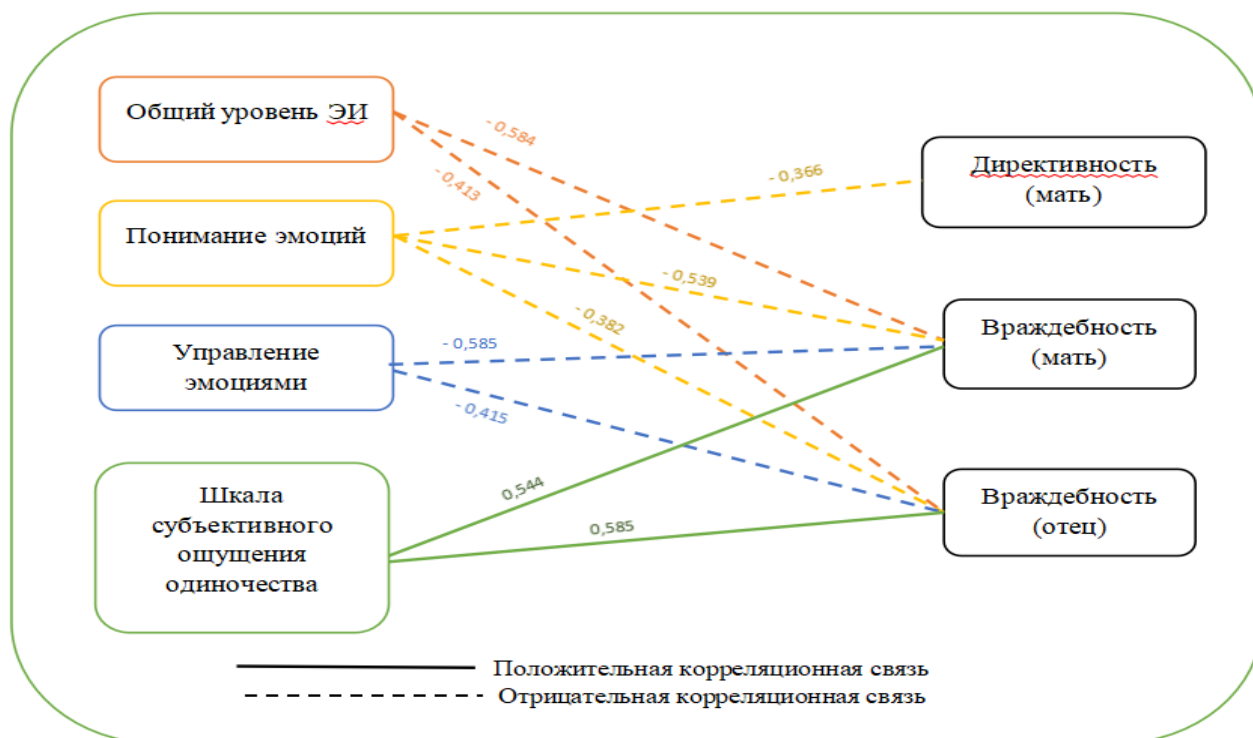 Общий уровень ЭИ
Понимание эмоций
Управление
эмоциями
Шкала
субъективного
ощущения
одиночества
- 0,584
- 0,413
- 0,366
- 0,539
- 0,382
- 0,585
- 0,415
0,544
0,585
Директивность
(мать)
Враждебность
(мать)
Враждебность
(отец)
Положительная корреляционная связь
Отрицательная корреляционная связь